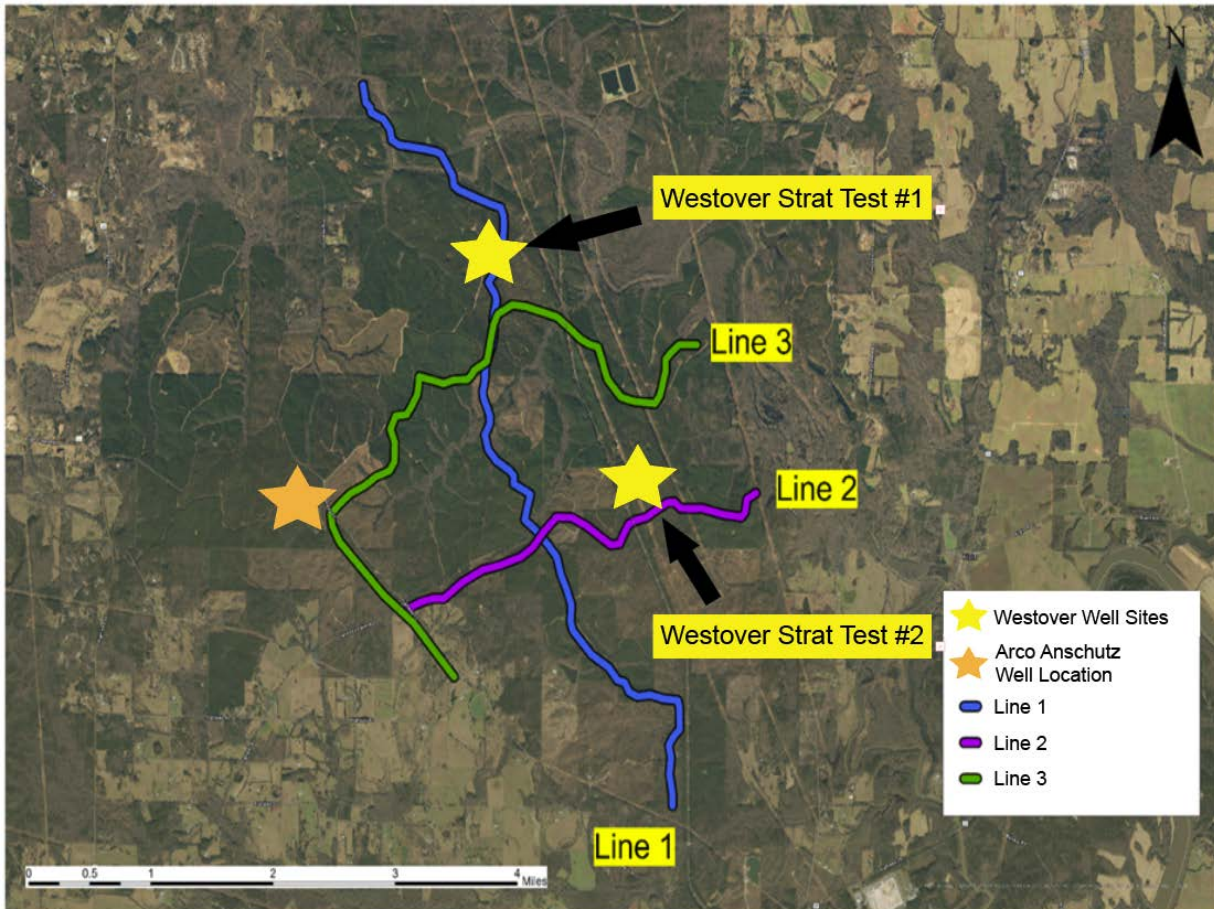 N
Westover Strat Test #1
Line 3
Line 2
Westover Strat Test #2
Westover Well Sites
Arco Anschutz
Well Location
Line 1
Line 2
Line 3
Line 1
0 0.5 1 2 3 4
Miles